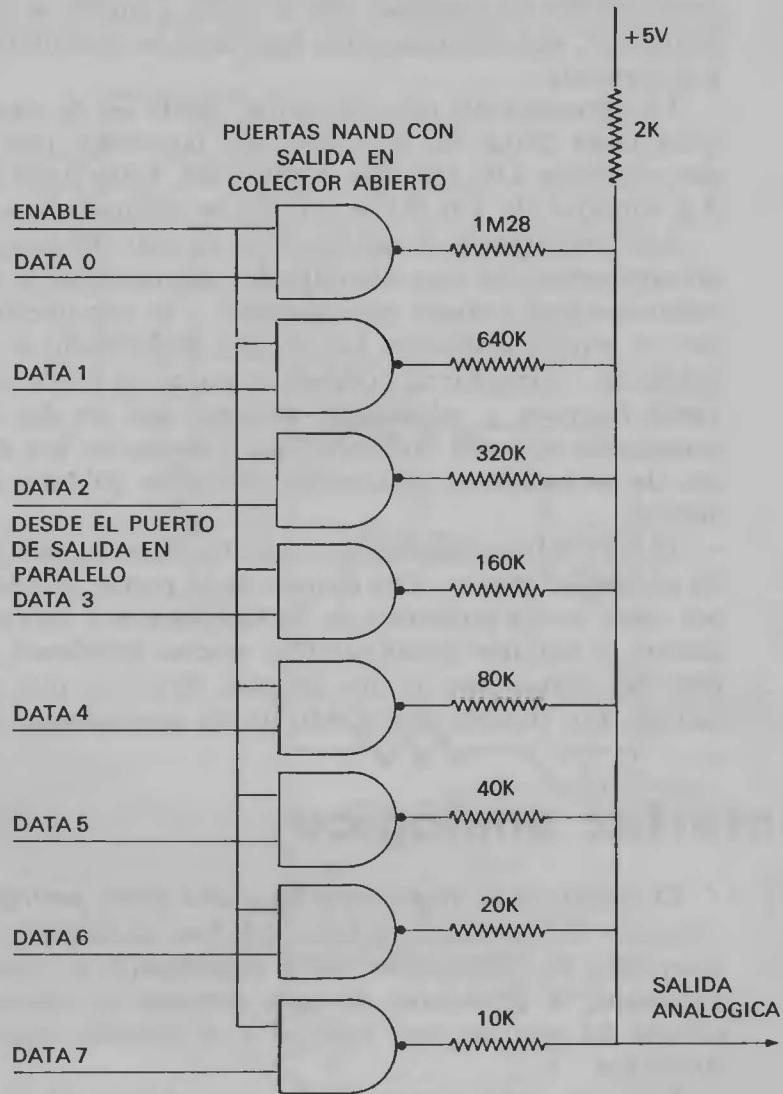 +5V
2K
PUERTAS NAND CON
SALIDA EN
COLECTOR ABIERTO
ENABLE
1M28
DATA 0
640K
DATA 1
320K
DATA 2
DESDE EL PUERTO
DE SALIDA EN
PARALELO
160K
DATA 3
80K
DATA 4
40K
DATA 5
20K
DATA 6
SALIDA
ANALOGICA
10K
DATA 7